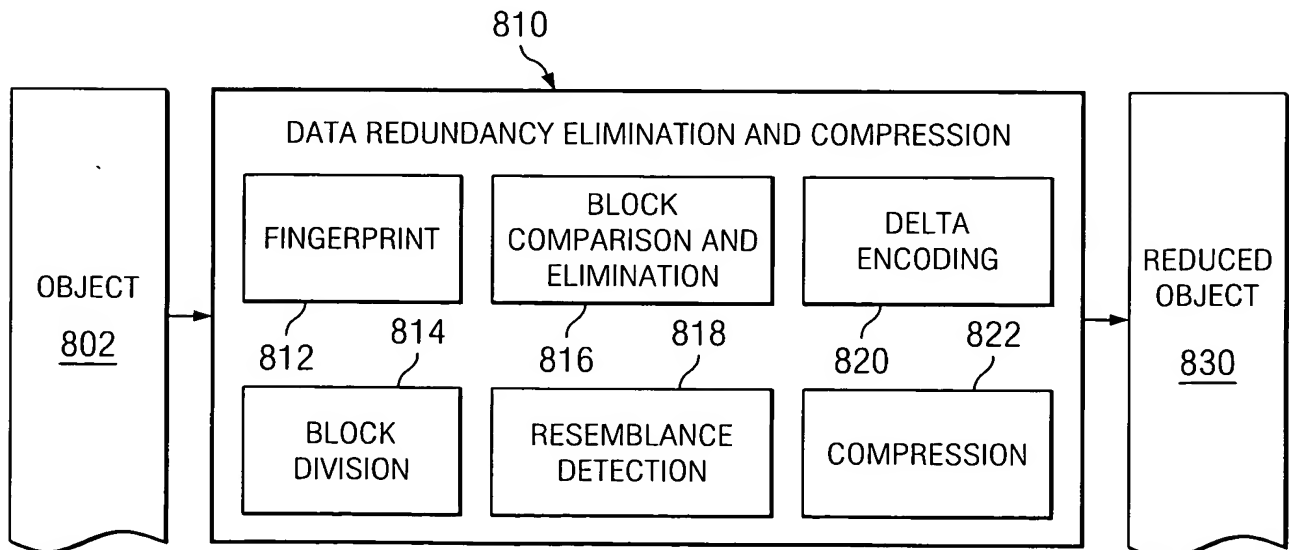 810
DATA REDUNDANCY ELIMINATION AND COMPRESSION
OBJECT
802
FINGERPRINT
812
BLOCK
COMPARISON AND
ELIMINATION
816
DELTA
ENCODING
820
814
BLOCK
DIVISION
818
RESEMBLANCE
DETECTION
822
COMPRESSION
REDUCED
OBJECT
830